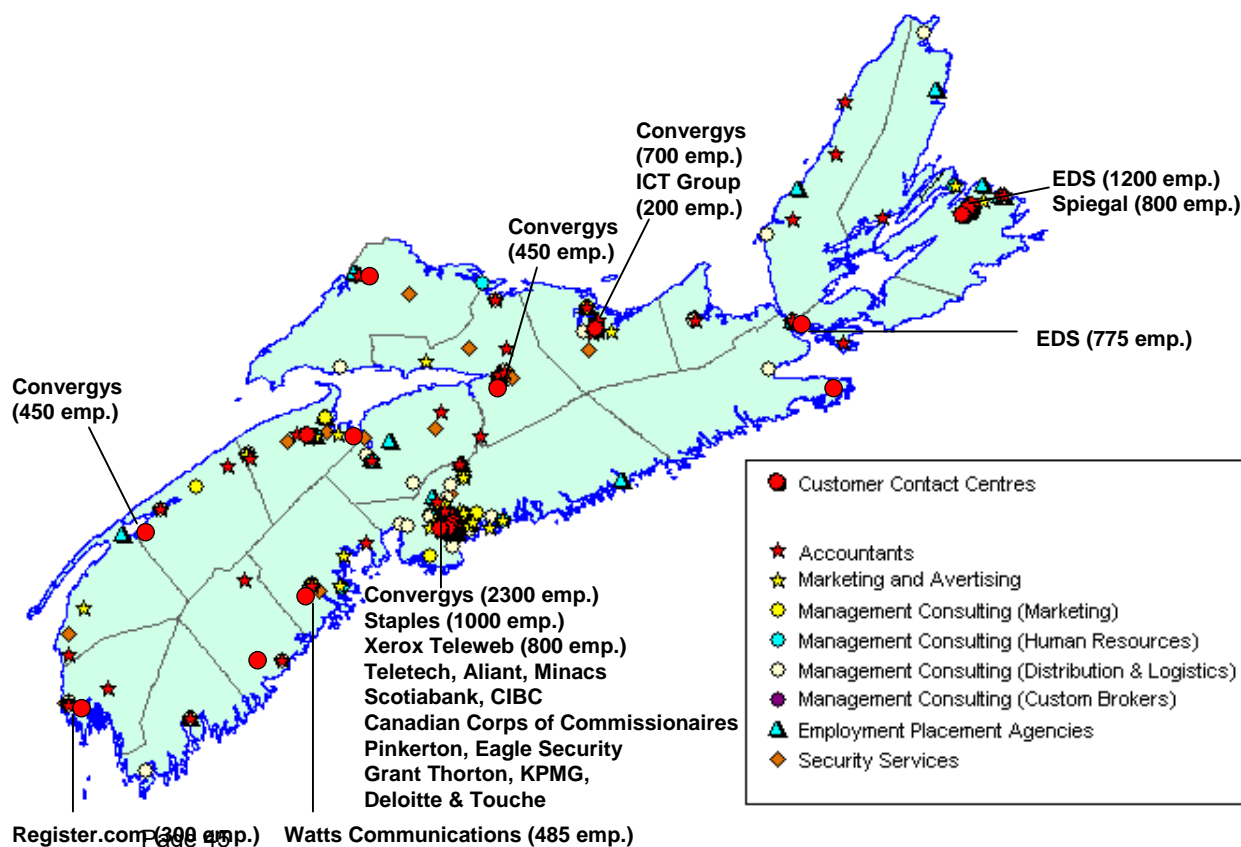 Convergys
(700 emp.)
ICT Group
(200 emp.)
EDS (1200 emp.)
Spiegal (800 emp.)
Convergys
(450 emp.)
EDS (775 emp.)
Convergys
(450 emp.)
Customer Contact Centres
Accountants
Marketing and Avertising
Management Consulting (Marketing)
Management Consulting (Human Resources)
Management Consulting (Distribution & Logistics)
Management Consulting (Custom Brokers)
Employment Placement Agencies
Security Services
Convergys (2300 emp.)
Staples (1000 emp.)
Xerox Teleweb (800 emp.)
Teletech, Aliant, Minacs
Scotiabank, CIBC
Canadian Corps of Commissionaires
Pinkerton, Eagle Security
Grant Thorton, KPMG,
Deloitte & Touche
Register.com (300 emp.)
Page 45
Watts Communications (485 emp.)